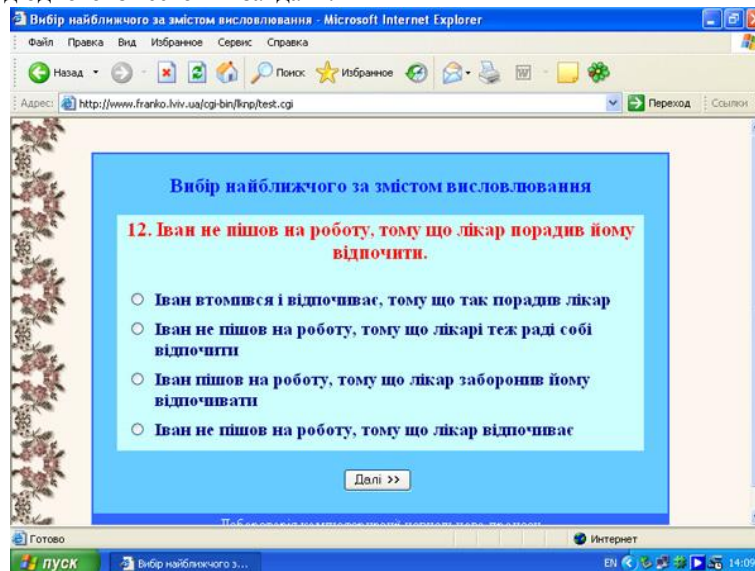 Вибір найближчого за змістом висловлювання - Microsoft Internet Explorer
Файл Правка Вид Избранное Сервис Справка
Назад Поиск Избранное
Адрес: http://www.franko.lviv.ua/cgi-bin/lknp/test.cgi Переход Ссылки
Вибір найближчого за змістом висловлювання
12. Іван не пішов на роботу, тому що лікар порадив йому
відпочити.
Іван втомився і відпочиває, тому що так порадив лікар
Іван не пішов на роботу, тому що лікарі теж раді собі
відпочити
Іван пішов на роботу, тому що лікар заборонив йому
відпочивати
Іван не пішов на роботу, тому що лікар відпочиває
Далі >>
Готово Интернет
пуск Вибір найближчого з... EN 14:09